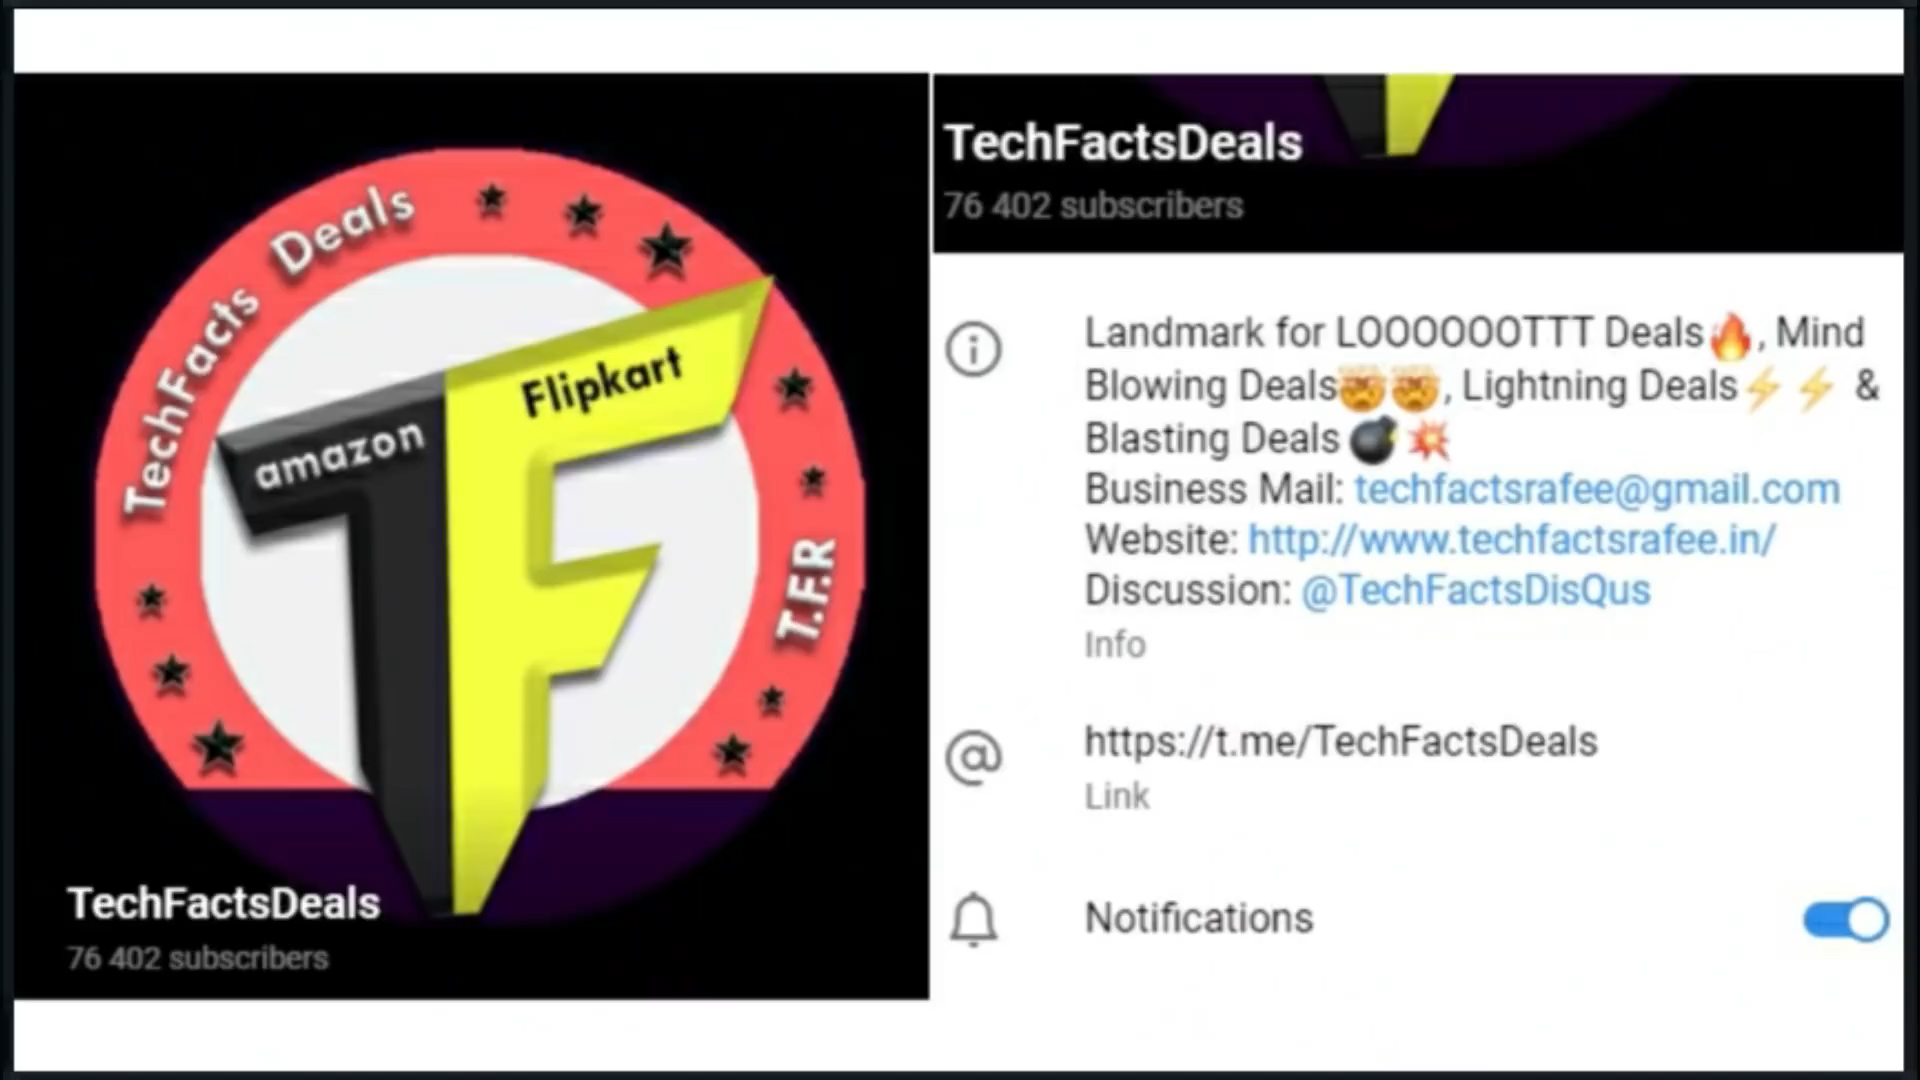 TechFacts Deals
amazon
Flipkart
T.F.R
TechFactsDeals
76 402 subscribers
TechFactsDeals
76 402 subscribers
Landmark for LOOOOOOTTT Deals🔥, Mind
Blowing Deals🤯🤯, Lightning Deals⚡⚡ &
Blasting Deals 💣💥
Business Mail: techfactsrafee@gmail.com
Website: http://www.techfactsrafee.in/
Discussion: @TechFactsDisQus
Info
https://t.me/TechFactsDeals
Link
Notifications